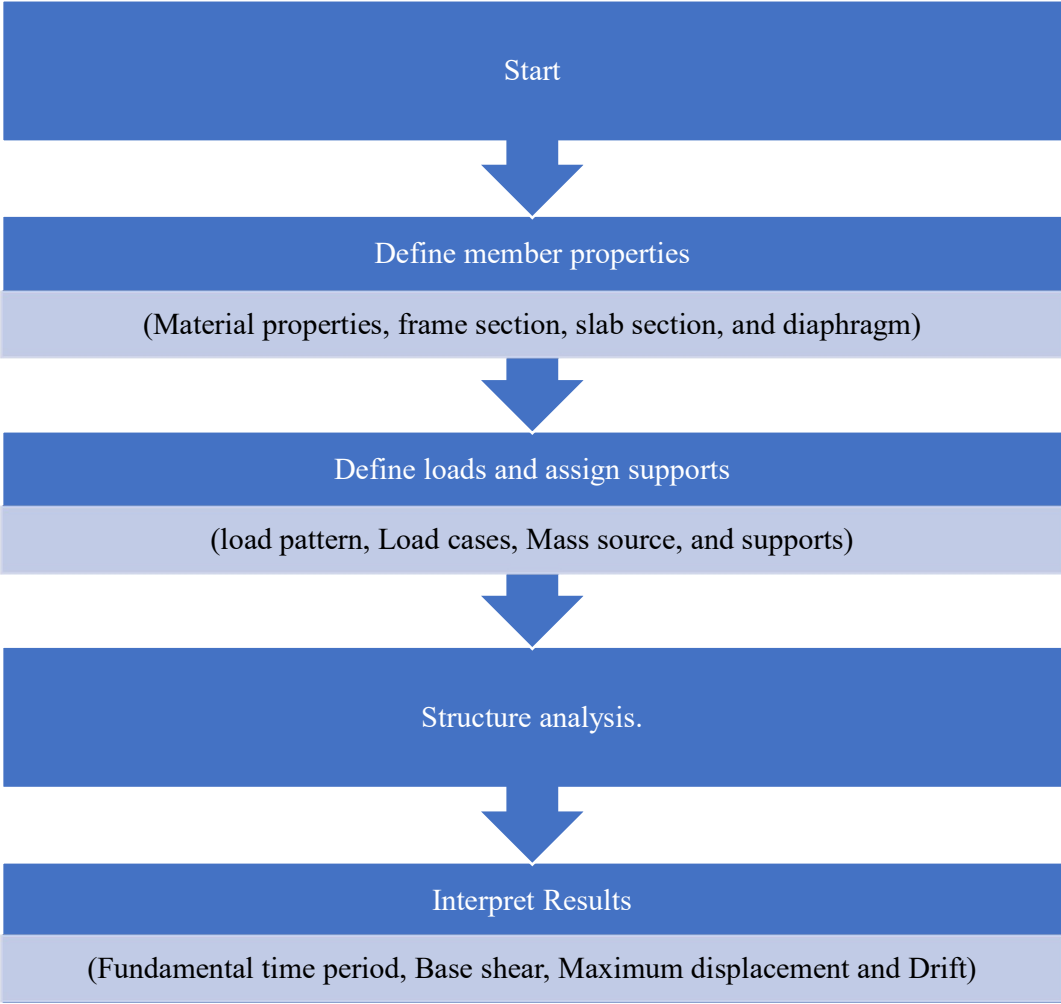 Start
Define member properties
(Material properties, frame section, slab section, and diaphragm)
Define loads and assign supports
(load pattern, Load cases, Mass source, and supports)
Structure analysis.
Interpret Results
(Fundamental time period, Base shear, Maximum displacement and Drift)